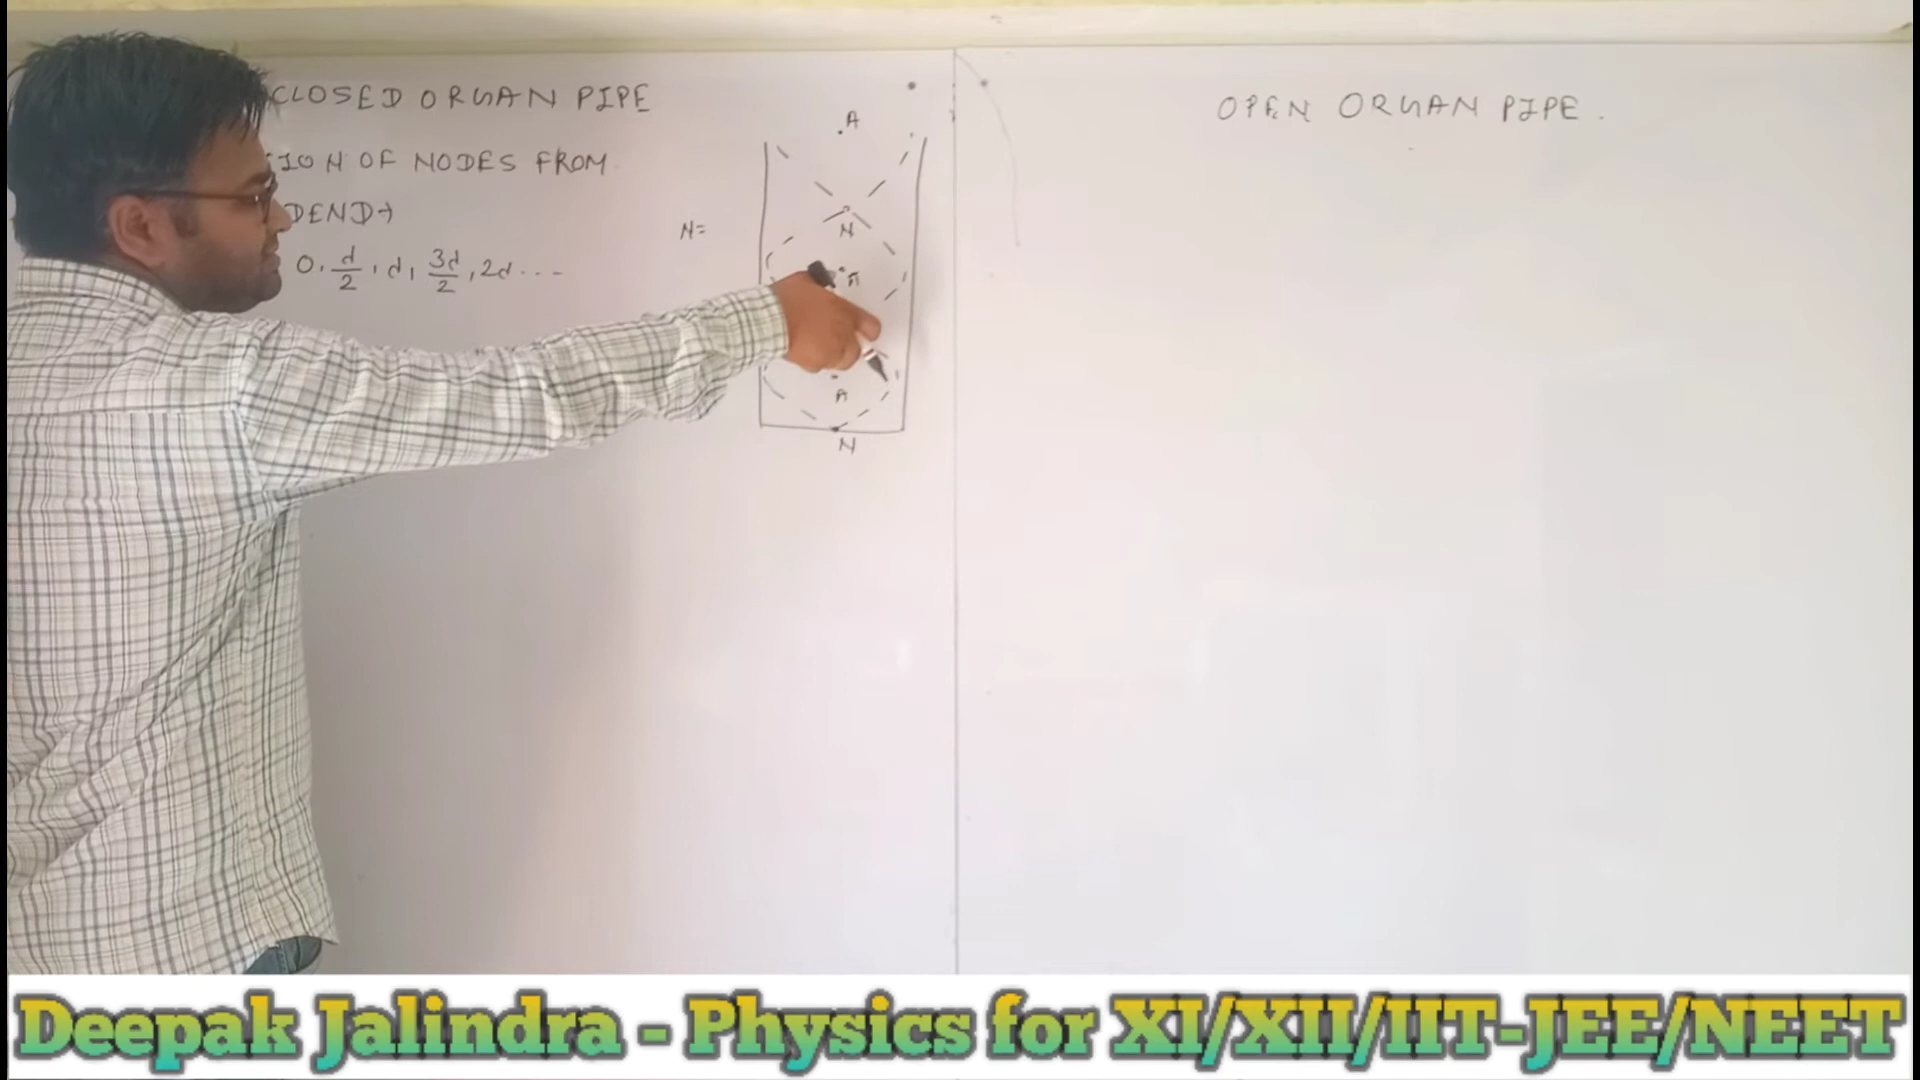 CLOSED ORGAN PIPE
ION OF NODES FROM
DEND→
0, d/2, d, 3d/2, 2d ...
N=
A
N
A
A
N
OPEN ORGAN PIPE.
Deepak Jalindra - Physics for XI/XII/IIT-JEE/NEET